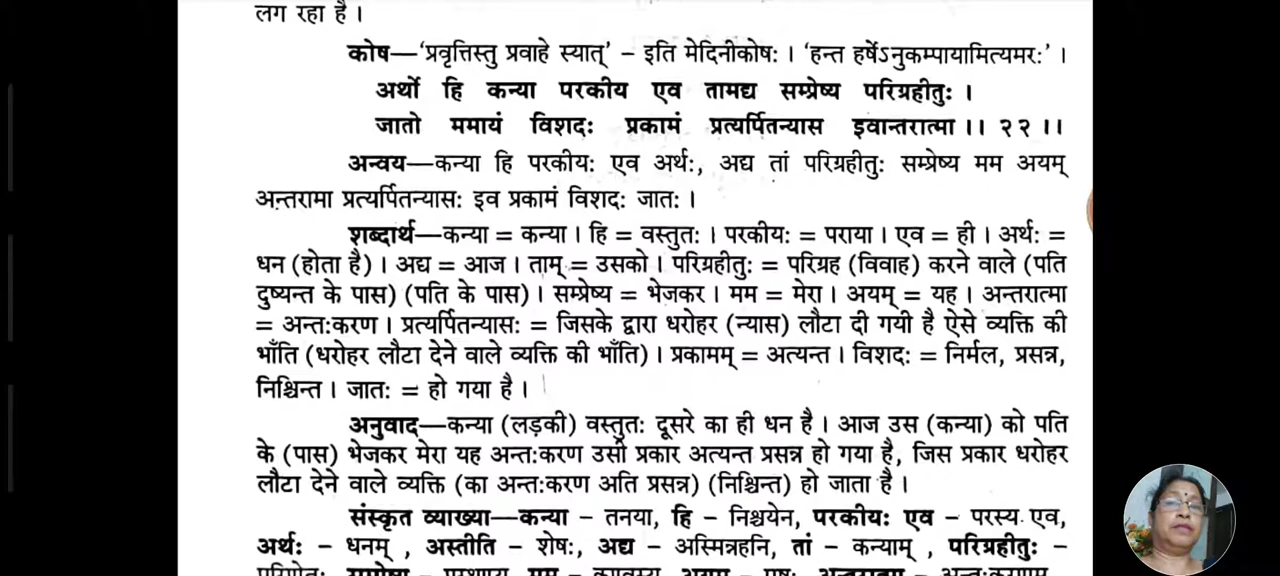 लग रहा है ।
कोष—'प्रवृत्तिस्तु प्रवाहे स्यात्' – इति मेदिनीकोषः । 'हन्त हर्षेऽनुकम्पायामित्यमरः' ।
अर्थो हि कन्या परकीय एव तामद्य सम्प्रेष्य परिग्रहीतुः ।
जातो ममायं विशदः प्रकामं प्रत्यर्पितन्यास इवान्तरात्मा ।। २२ ।।
अन्वय—कन्या हि परकीयः एव अर्थः, अद्य तां परिग्रहीतुः सम्प्रेष्य मम अयम्
अन्तरामा प्रत्यर्पितन्यासः इव प्रकामं विशदः जातः ।
शब्दार्थ—कन्या = कन्या । हि = वस्तुतः । परकीयः = पराया । एव = ही । अर्थः =
धन (होता है) । अद्य = आज । ताम् = उसको । परिग्रहीतुः = परिग्रह (विवाह) करने वाले (पति
दुष्यन्त के पास) (पति के पास) । सम्प्रेष्य = भेजकर । मम = मेरा । अयम् = यह । अन्तरात्मा
= अन्तःकरण । प्रत्यर्पितन्यासः = जिसके द्वारा धरोहर (न्यास) लौटा दी गयी है ऐसे व्यक्ति की
भाँति (धरोहर लौटा देने वाले व्यक्ति की भाँति) । प्रकामम् = अत्यन्त । विशदः = निर्मल, प्रसन्न,
निश्चिन्त । जातः = हो गया है ।
अनुवाद—कन्या (लड़की) वस्तुतः दूसरे का ही धन है । आज उस (कन्या) को पति
के (पास) भेजकर मेरा यह अन्तःकरण उसी प्रकार अत्यन्त प्रसन्न हो गया है, जिस प्रकार धरोहर
लौटा देने वाले व्यक्ति (का अन्तःकरण अति प्रसन्न) (निश्चिन्त) हो जाता है ।
संस्कृत व्याख्या—कन्या – तनया, हि – निश्चयेन, परकीयः एव – परस्य एव,
अर्थः – धनम् , अस्तीति – शेषः, अद्य – अस्मिन्नहनि, तां – कन्याम् , परिग्रहीतुः –